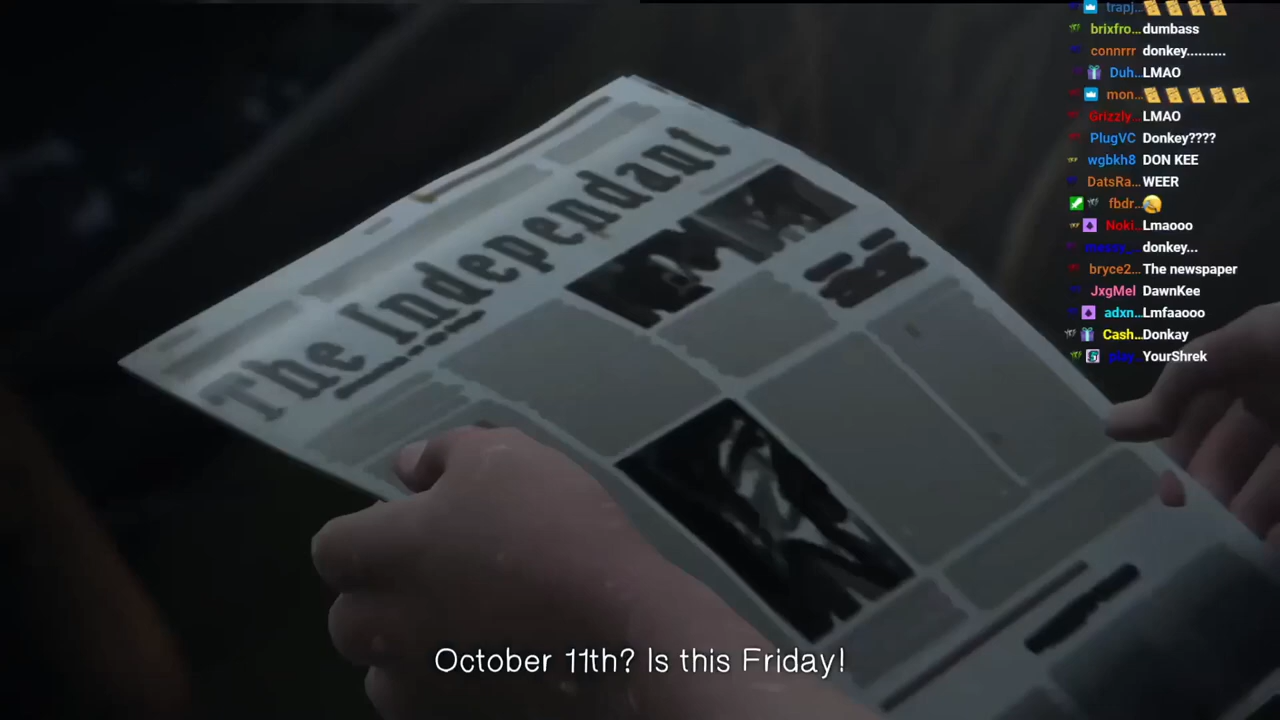 trapj...
brixfro... dumbass
connrrr donkey..........
Duh... LMAO
mon...
Grizzly... LMAO
PlugVC Donkey????
wgbkh8 DON KEE
DatsRa... WEER
fbdr...
Noki... Lmaooo
donkey...
bryce2... The newspaper
JxgMel DawnKee
adxn... Lmfaaooo
Cash... Donkay
play... YourShrek
The Independant
October 11th? Is this Friday!